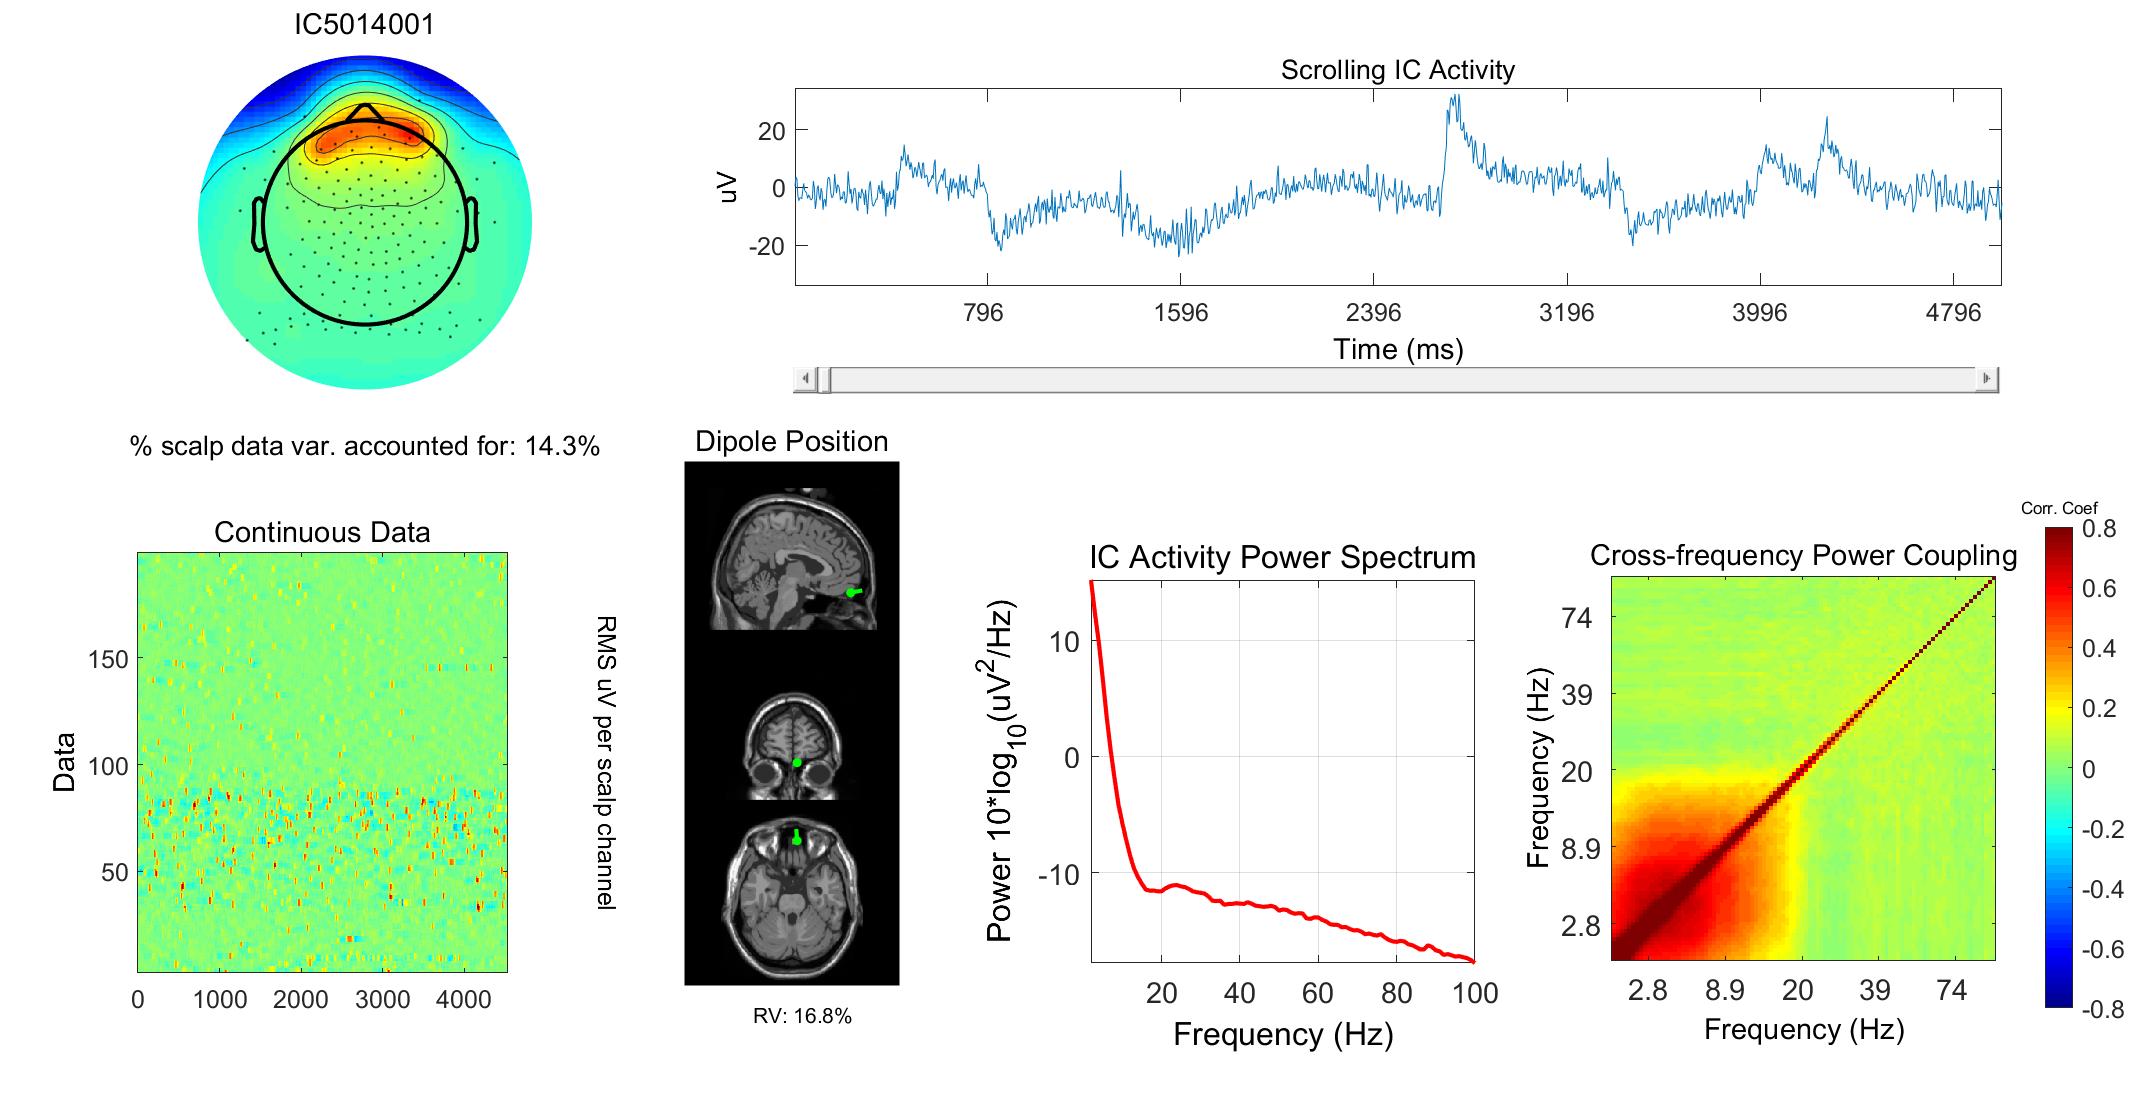 IC5014001
Scrolling IC Activity
uV
20
0
-20
796 1596 2396 3196 3996 4796
Time (ms)
% scalp data var. accounted for: 14.3%
Continuous Data
Data
150
100
50
0 1000 2000 3000 4000
RMS uV per scalp channel
Dipole Position
RV: 16.8%
IC Activity Power Spectrum
Power 10*log10(uV2/Hz)
10
0
-10
20 40 60 80 100
Frequency (Hz)
Cross-frequency Power Coupling
Frequency (Hz)
74
39
20
8.9
2.8
2.8 8.9 20 39 74
Frequency (Hz)
Corr. Coef
0.8
0.6
0.4
0.2
0
-0.2
-0.4
-0.6
-0.8